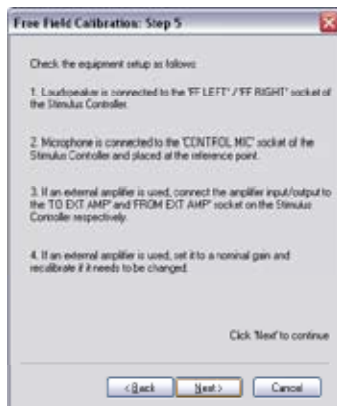 Free Field Calibration: Step 5
Check the equipment setup as follows:
1. Loudspeaker is connected to the 'FF LEFT' / 'FF RIGHT' socket of
the Stimulus Controller.
2. Microphone is connected to the 'CONTROL MIC' socket of the
Stimulus Controller and placed at the reference point.
3. If an external amplifier is used, connect the amplifier input/output to
the 'TO EXT AMP' and 'FROM EXT AMP' socket on the Stimulus
Controller respectively.
4. If an external amplifier is used, set it to a nominal gain and
recalibrate if it needs to be changed.
Click 'Next' to continue
< Back
Next >
Cancel